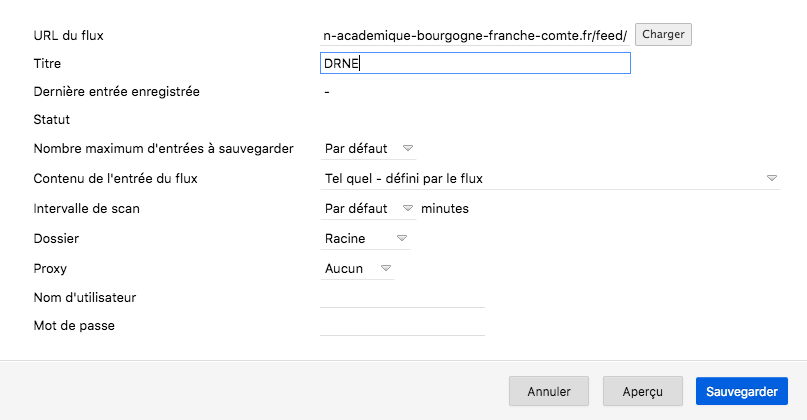 URL du flux n-academique-bourgogne-franche-comte.fr/feed/ Charger
Titre DRNE
Dernière entrée enregistrée -
Statut
Nombre maximum d'entrées à sauvegarder Par défaut
Contenu de l'entrée du flux Tel quel - défini par le flux
Intervalle de scan Par défaut minutes
Dossier Racine
Proxy Aucun
Nom d'utilisateur
Mot de passe
Annuler Aperçu Sauvegarder